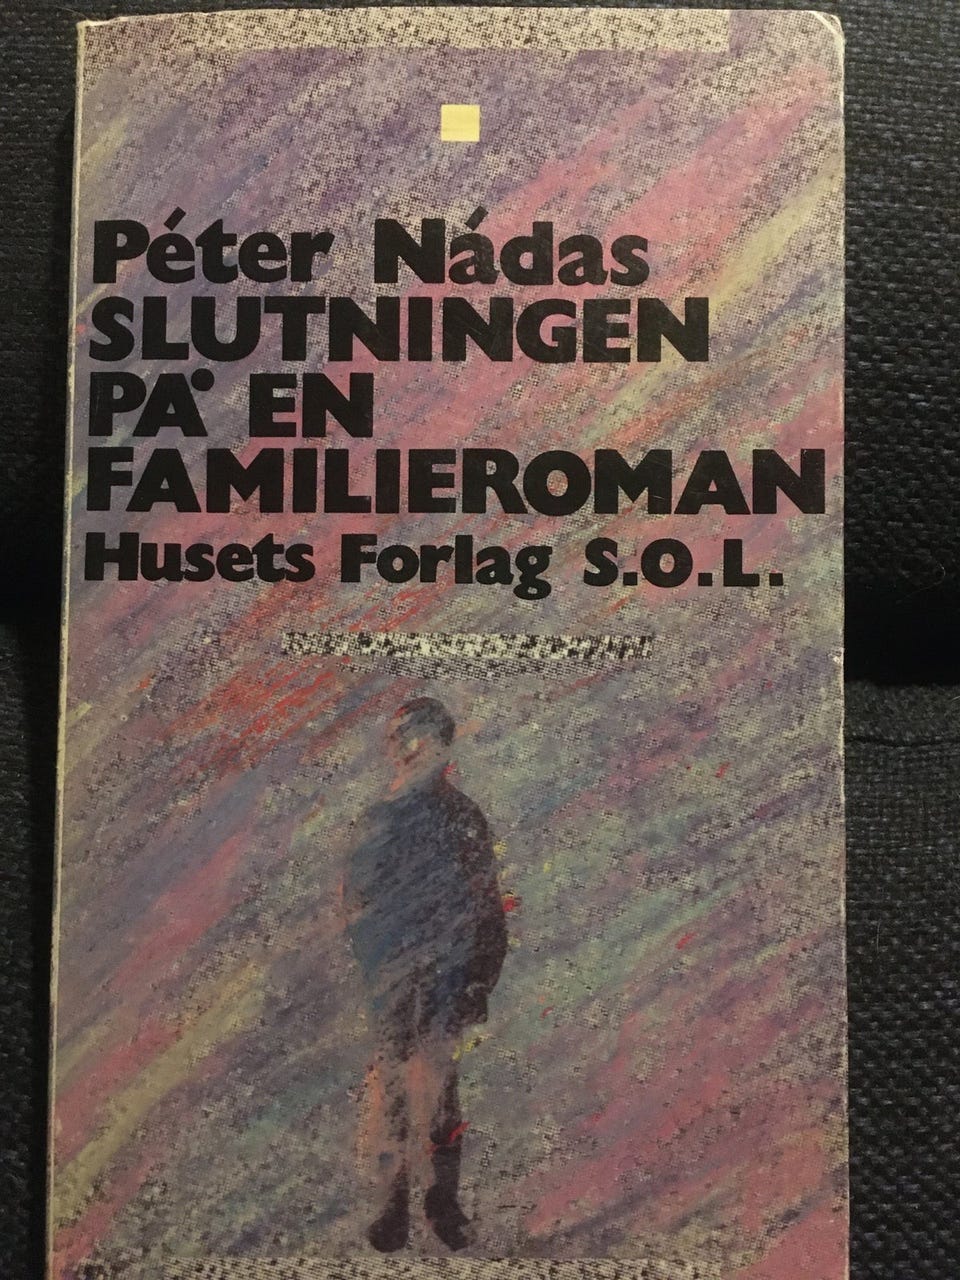 Péter Nádas
SLUTNINGEN
PÅ EN
FAMILIEROMAN
Husets Forlag S.O.L.